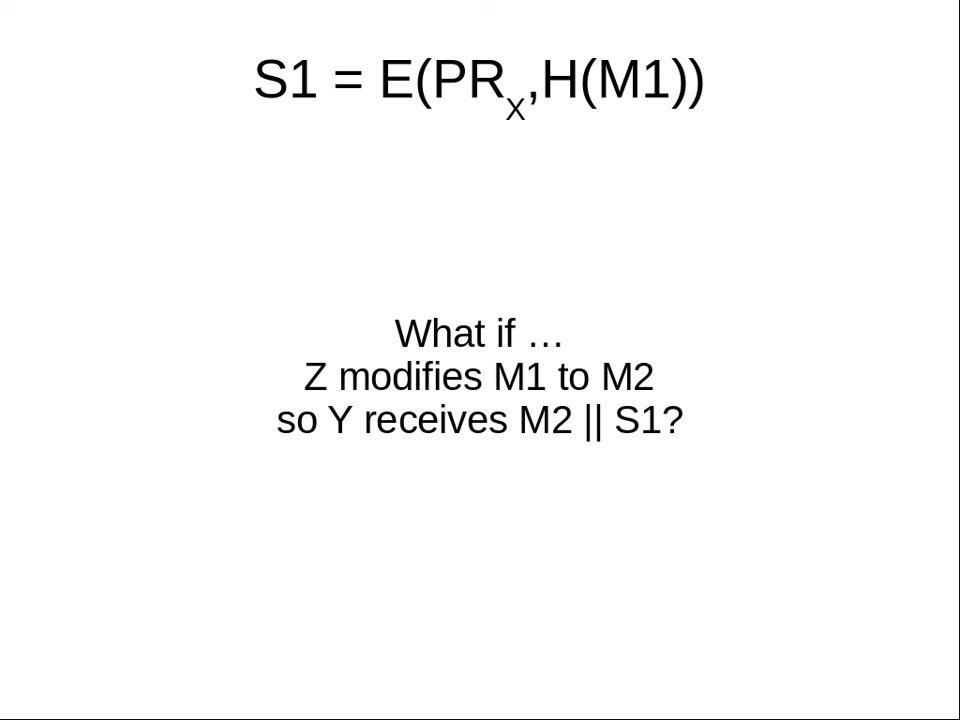 S1 = E(PRX,H(M1))
What if …
Z modifies M1 to M2
so Y receives M2 || S1?